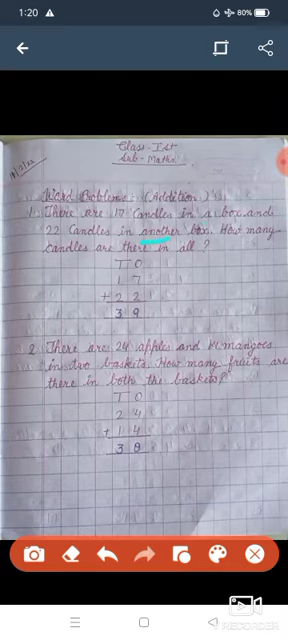 1:20
80%
Class-Ist
Sub-Maths
Word Problems: (Addition)
1. There are 17 Candles in a box and
22 Candles in another box. How many
candles are there in all?
T O
1 7
+ 2 2
3 9
2. There are 24 apples and 14 mangoes
in two baskets. How many fruits are
there in both the baskets?
T O
2 4
+ 1 4
3 8
RECORDER